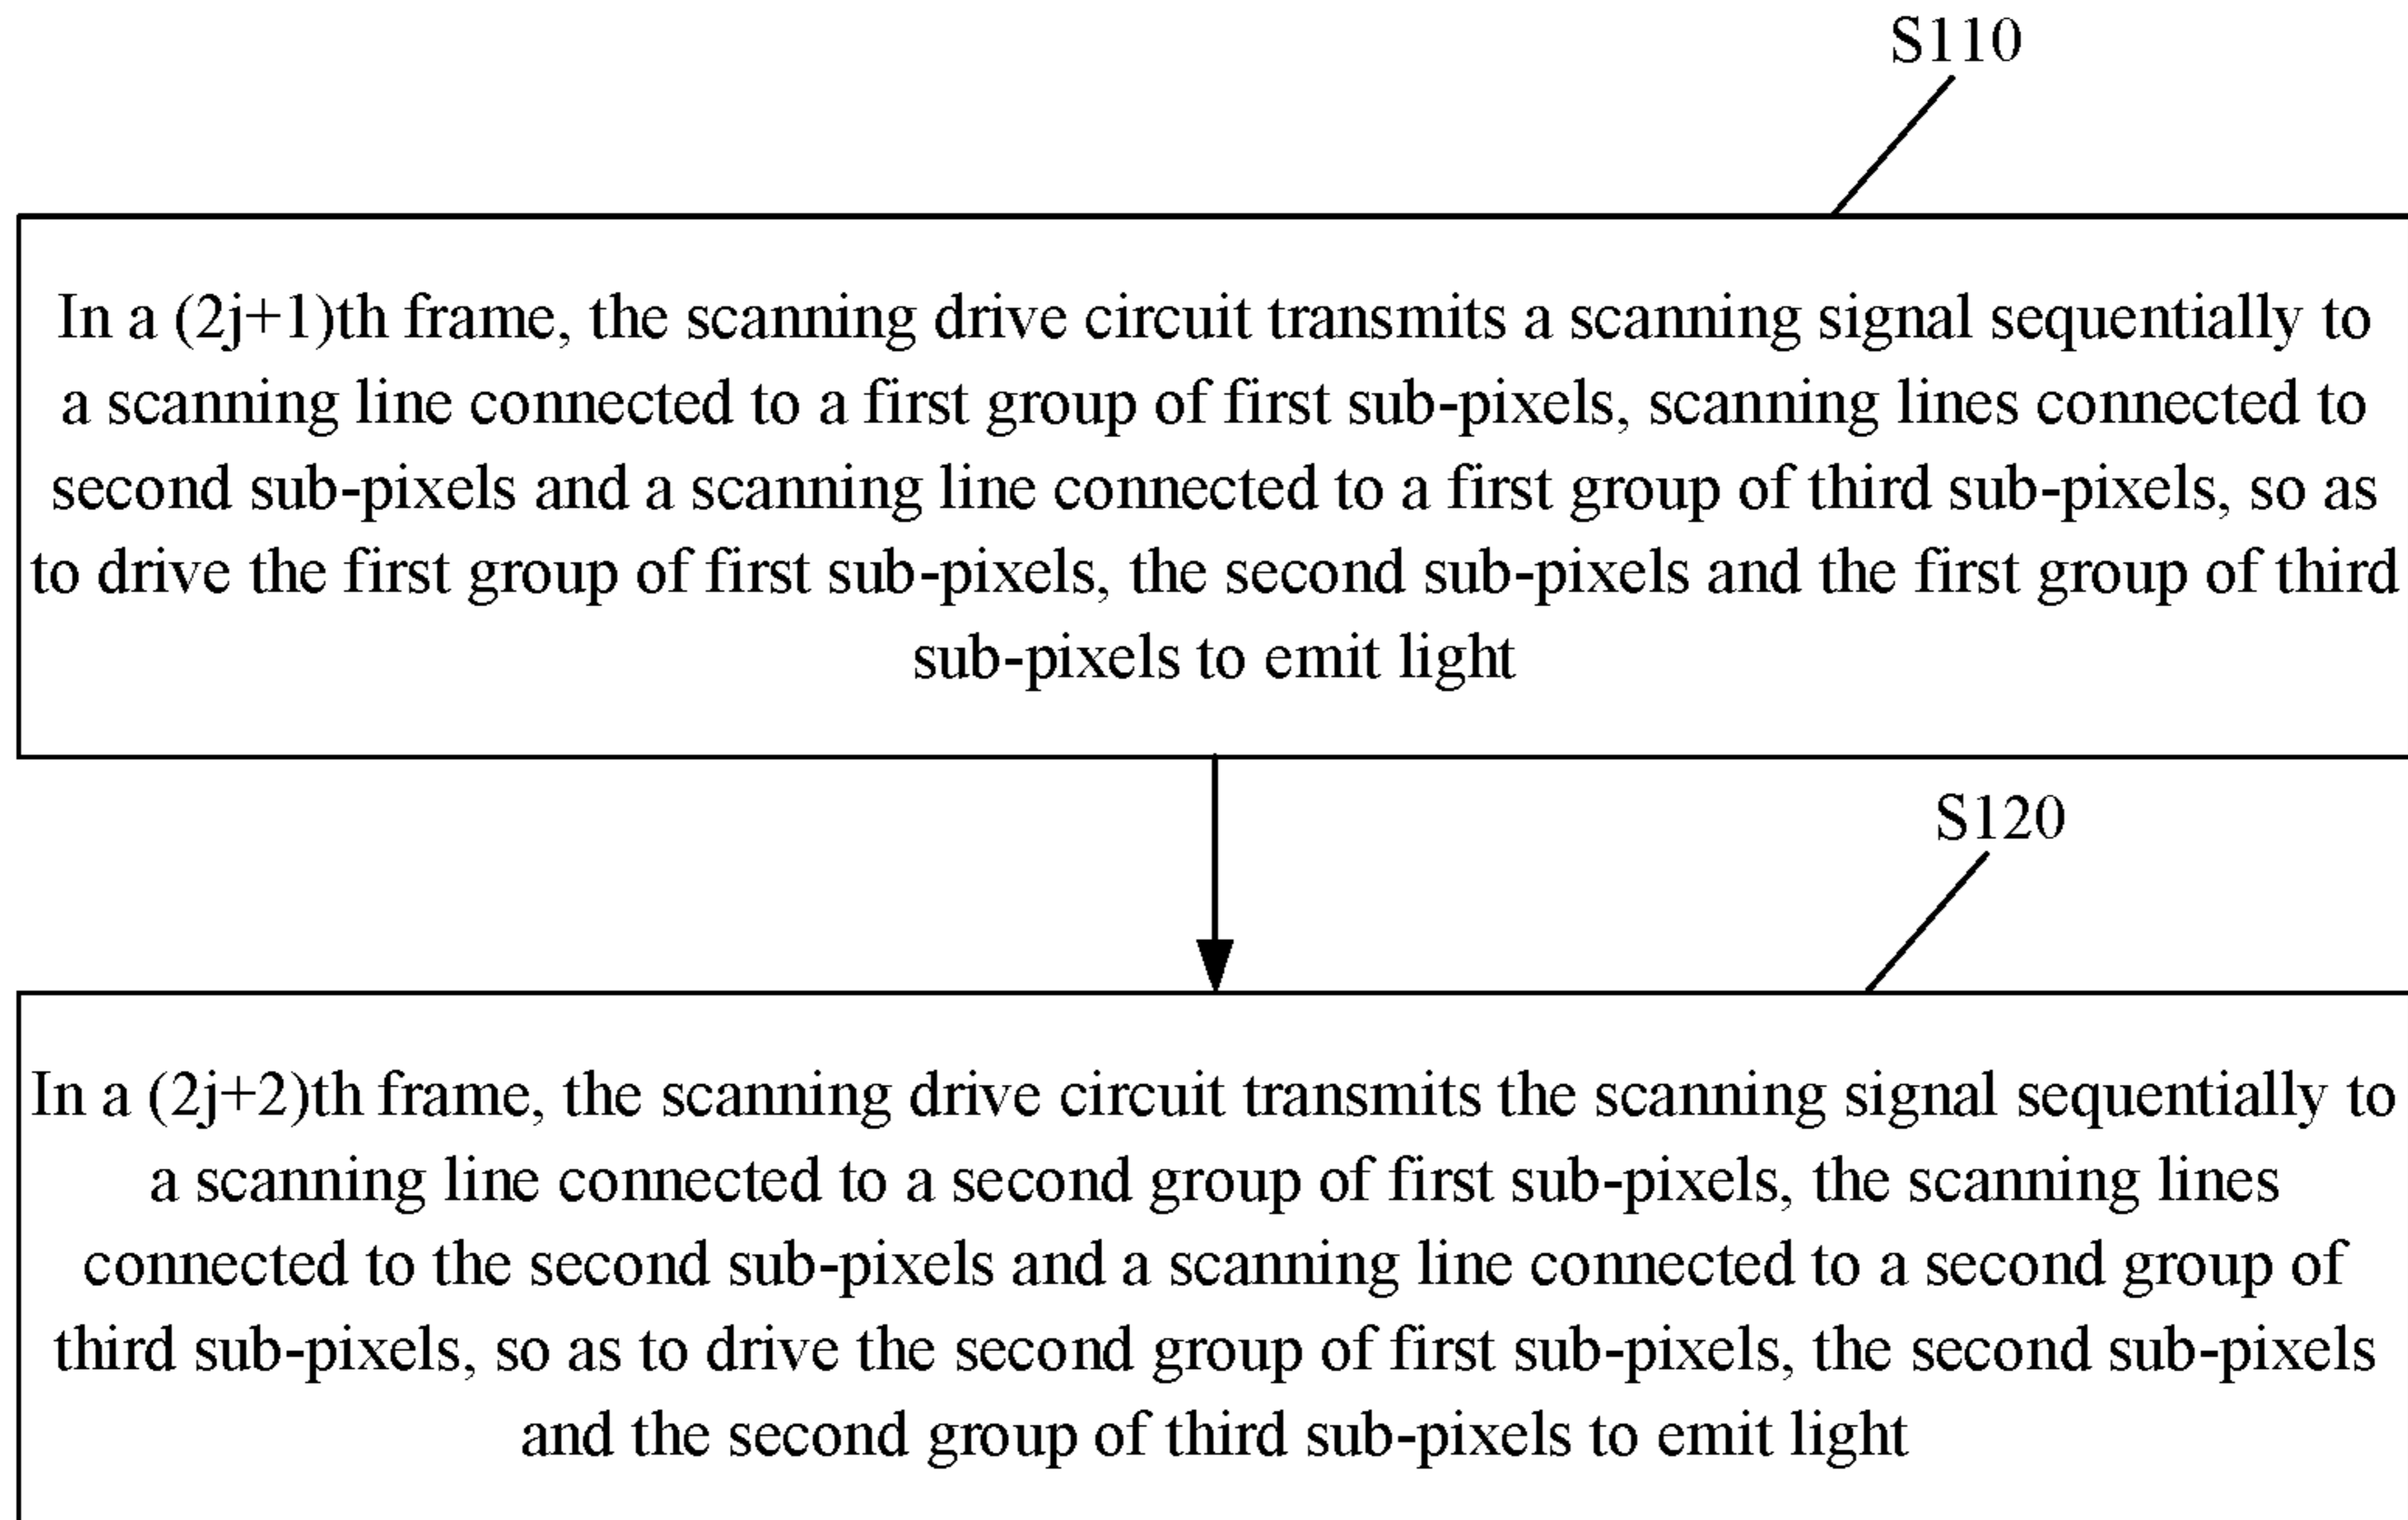 S110
In a (2j+1)th frame, the scanning drive circuit transmits a scanning signal sequentially to
a scanning line connected to a first group of first sub-pixels, scanning lines connected to
second sub-pixels and a scanning line connected to a first group of third sub-pixels, so as
to drive the first group of first sub-pixels, the second sub-pixels and the first group of third
sub-pixels to emit light
S120
In a (2j+2)th frame, the scanning drive circuit transmits the scanning signal sequentially to
a scanning line connected to a second group of first sub-pixels, the scanning lines
connected to the second sub-pixels and a scanning line connected to a second group of
third sub-pixels, so as to drive the second group of first sub-pixels, the second sub-pixels
and the second group of third sub-pixels to emit light